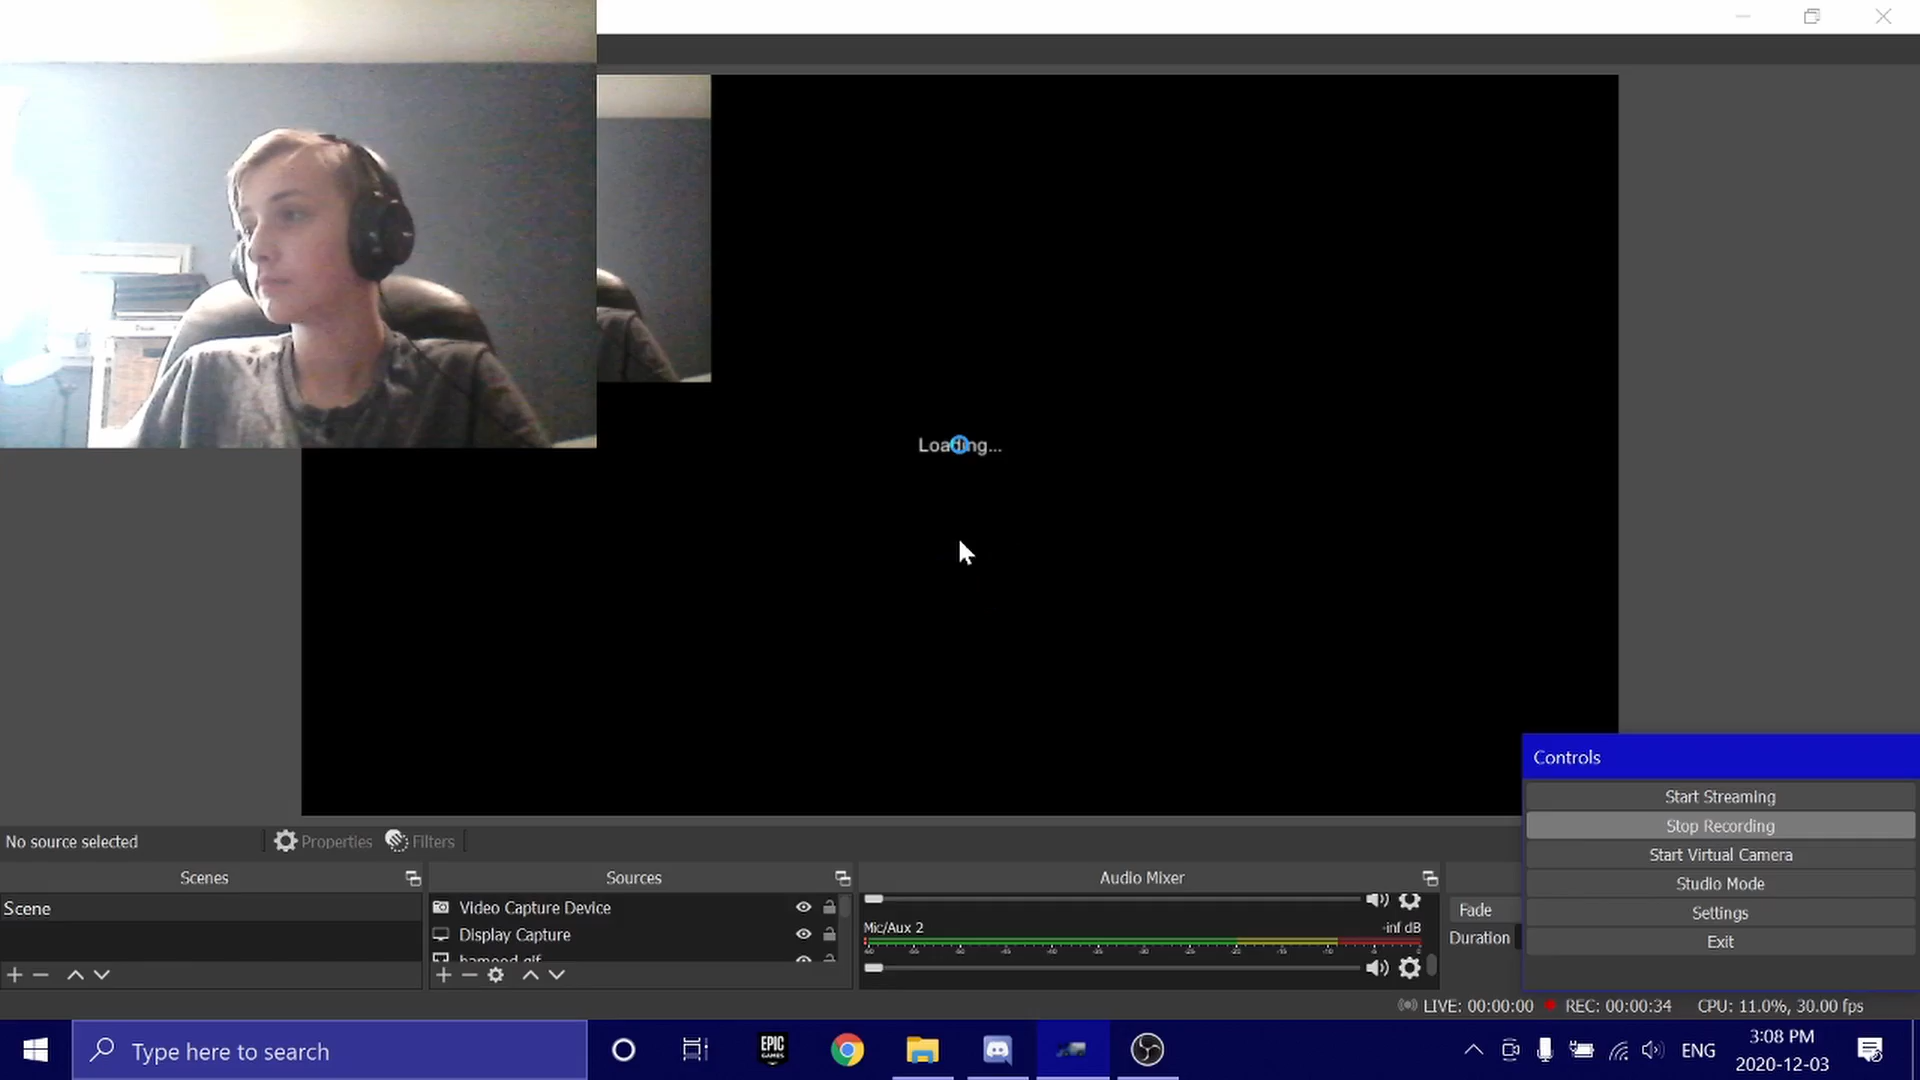 Loading...
Controls
Start Streaming
Stop Recording
Start Virtual Camera
Studio Mode
Settings
Exit
No source selected
Properties
Filters
Scenes
Sources
Audio Mixer
Scene
Video Capture Device
Display Capture
Mic/Aux 2
-inf dB
Fade
Duration
LIVE: 00:00:00
REC: 00:00:34
CPU: 11.0%, 30.00 fps
Type here to search
EPIC
GAMES
ENG
3:08 PM
2020-12-03